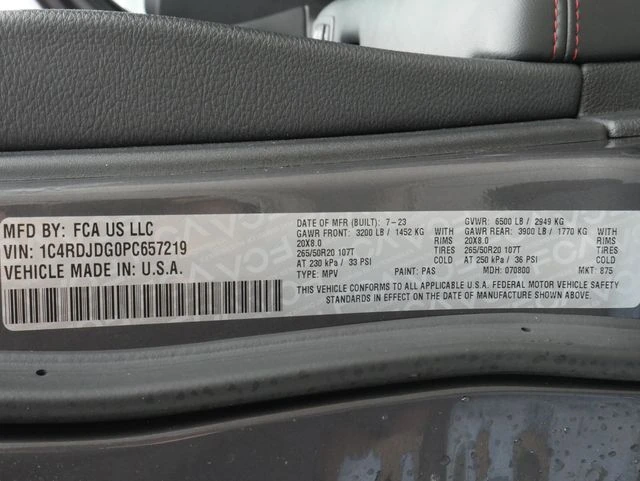 MFD BY: FCA US LLC
VIN: 1C4RDJDG0PC657219
VEHICLE MADE IN: U.S.A.
DATE OF MFR (BUILT): 7-23 GVWR: 6500 LB / 2949 KG
GAWR FRONT: 3200 LB / 1452 KG GAWR REAR: 3900 LB / 1770 KG
20X8.0 RIMS 20X8.0 RIMS
265/50R20 107T TIRES 265/50R20 107T TIRES
AT 230 kPa / 33 PSI COLD AT 250 kPa / 36 PSI COLD
TYPE: MPV PAINT: PAS MDH: 070800 MKT: 875
THIS VEHICLE CONFORMS TO ALL APPLICABLE U.S.A. FEDERAL MOTOR VEHICLE SAFETY
STANDARDS IN EFFECT ON THE DATE OF MANUFACTURE SHOWN ABOVE.